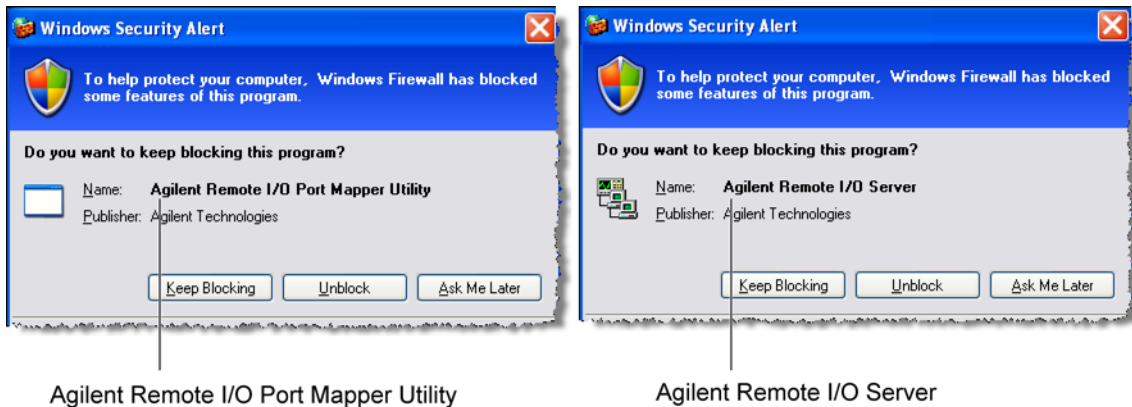 Windows Security Alert
To help protect your computer, Windows Firewall has blocked
some features of this program.
Do you want to keep blocking this program?
Name: Agilent Remote I/O Port Mapper Utility
Publisher: Agilent Technologies
Keep Blocking Unblock Ask Me Later
Agilent Remote I/O Port Mapper Utility
Windows Security Alert
To help protect your computer, Windows Firewall has blocked
some features of this program.
Do you want to keep blocking this program?
Name: Agilent Remote I/O Server
Publisher: Agilent Technologies
Keep Blocking Unblock Ask Me Later
Agilent Remote I/O Server